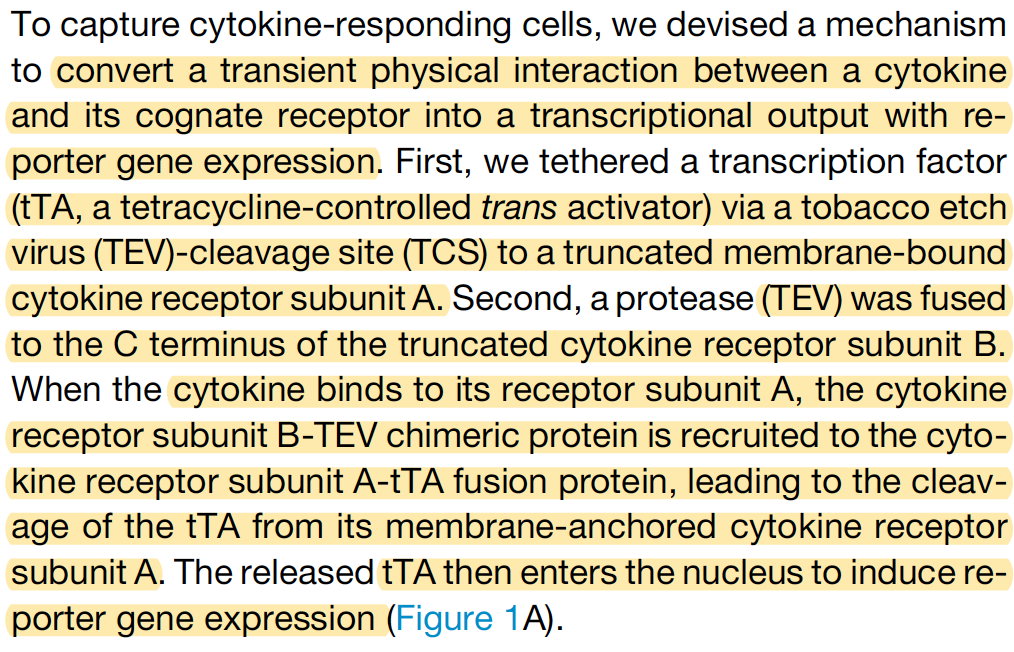 To capture cytokine-responding cells, we devised a mechanism
to convert a transient physical interaction between a cytokine
and its cognate receptor into a transcriptional output with re-
porter gene expression. First, we tethered a transcription factor
(tTA, a tetracycline-controlled trans activator) via a tobacco etch
virus (TEV)-cleavage site (TCS) to a truncated membrane-bound
cytokine receptor subunit A. Second, a protease (TEV) was fused
to the C terminus of the truncated cytokine receptor subunit B.
When the cytokine binds to its receptor subunit A, the cytokine
receptor subunit B-TEV chimeric protein is recruited to the cyto-
kine receptor subunit A-tTA fusion protein, leading to the cleav-
age of the tTA from its membrane-anchored cytokine receptor
subunit A. The released tTA then enters the nucleus to induce re-
porter gene expression (Figure 1A).